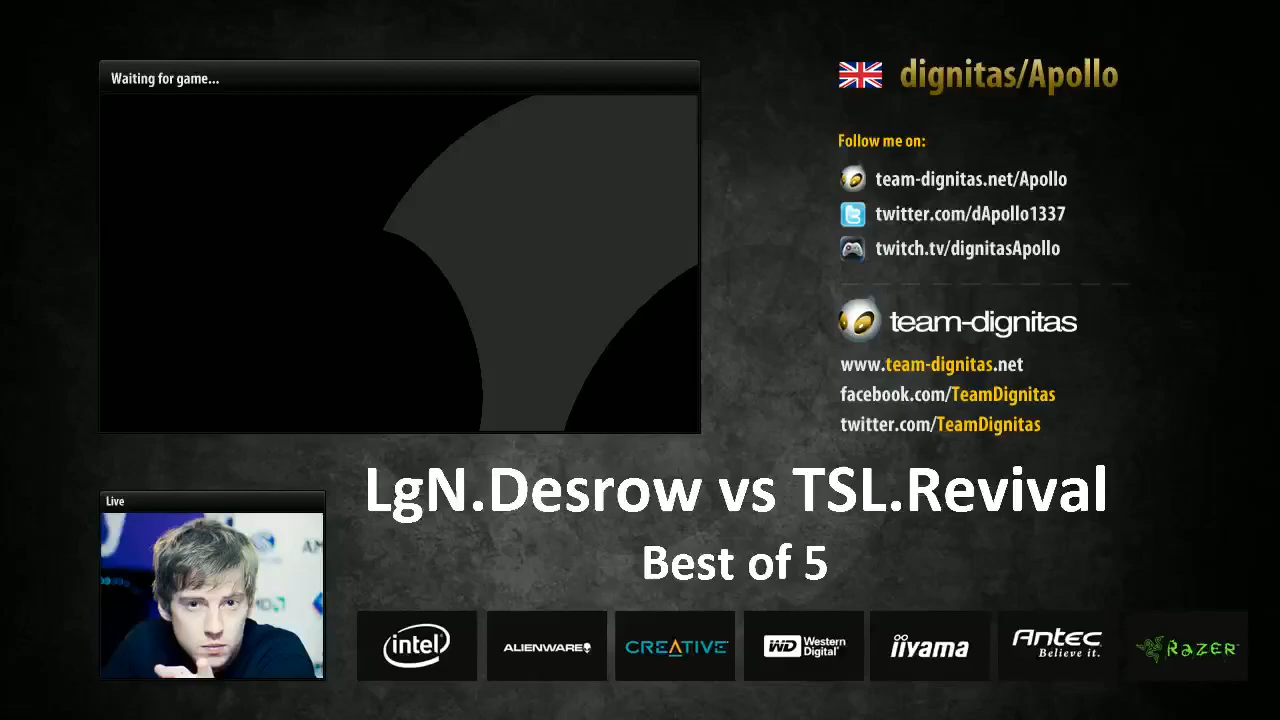 Waiting for game...
dignitas/Apollo
Follow me on:
team-dignitas.net/Apollo
twitter.com/dApollo1337
twitch.tv/dignitasApollo
team-dignitas
www.team-dignitas.net
facebook.com/TeamDignitas
twitter.com/TeamDignitas
LgN.Desrow vs TSL.Revival
Best of 5
Live
AMD
intel
ALIENWARE
CREATIVE
WD Western Digital
iiyama
ANTEC
Believe it.
RAZER